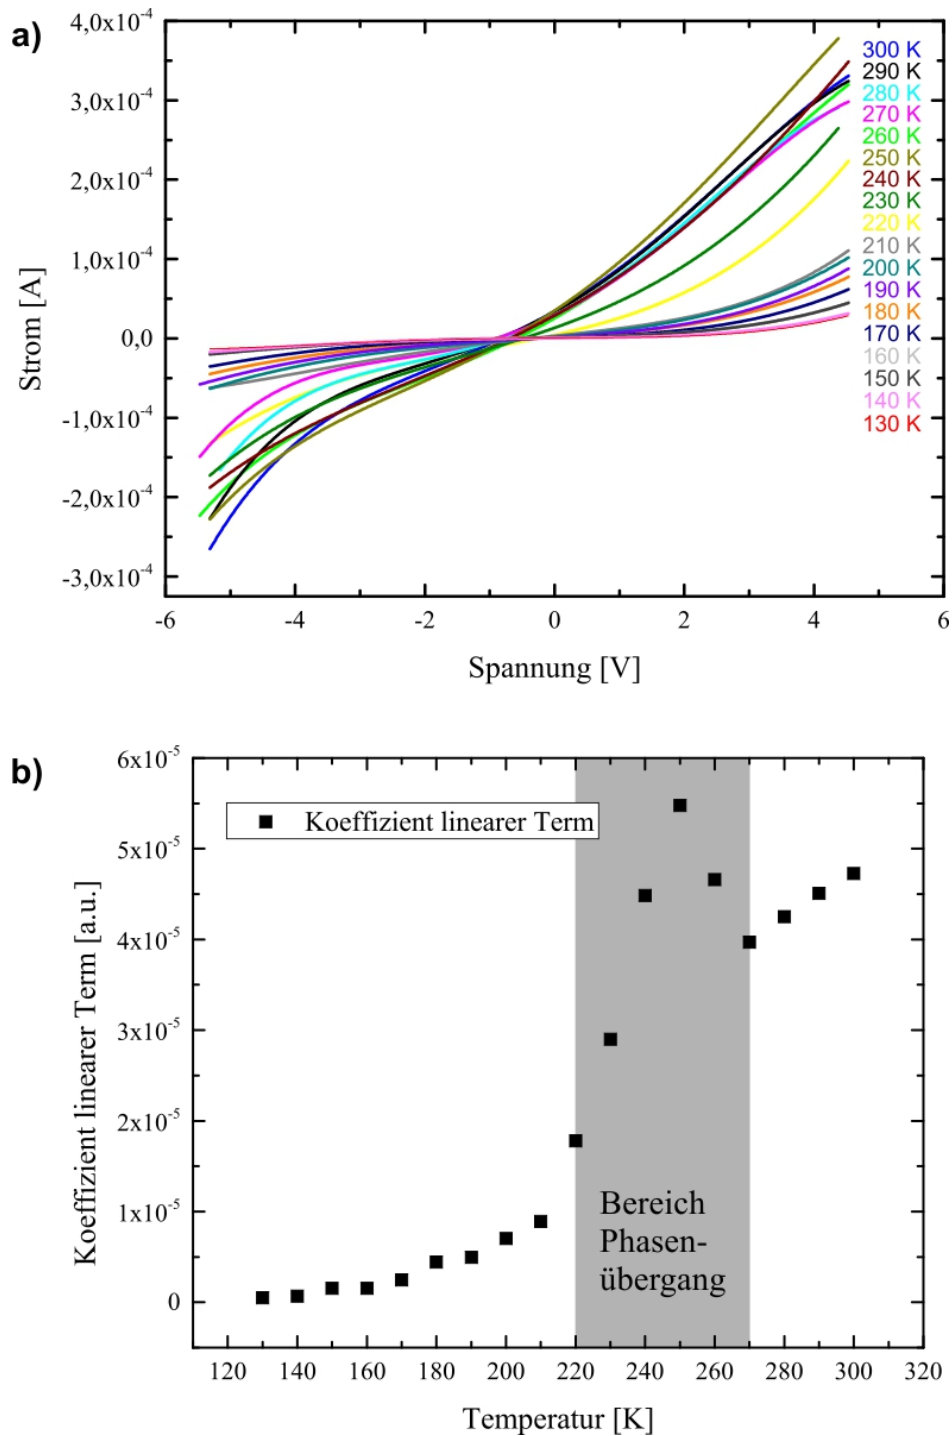 a)
4,0x10⁻⁴
3,0x10⁻⁴
2,0x10⁻⁴
1,0x10⁻⁴
0,0
-1,0x10⁻⁴
-2,0x10⁻⁴
-3,0x10⁻⁴
Strom [A]
300 K
290 K
280 K
270 K
260 K
250 K
240 K
230 K
220 K
210 K
200 K
190 K
180 K
170 K
160 K
150 K
140 K
130 K
-6 -4 -2 0 2 4 6
Spannung [V]
b)
6x10⁻⁵
5x10⁻⁵
4x10⁻⁵
3x10⁻⁵
2x10⁻⁵
1x10⁻⁵
0
Koeffizient linearer Term [a.u.]
Koeffizient linearer Term
Bereich
Phasen-
übergang
120 140 160 180 200 220 240 260 280 300 320
Temperatur [K]